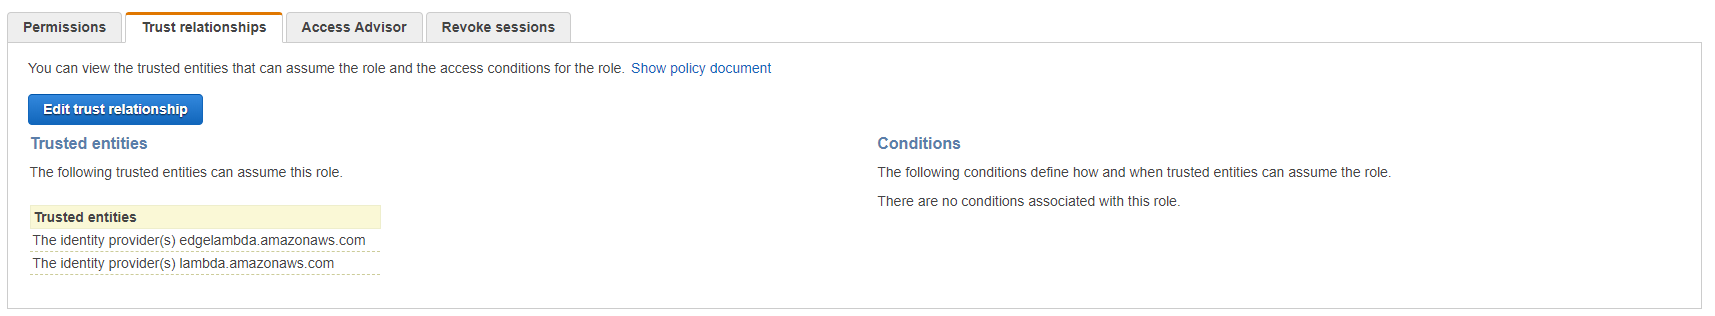 Permissions
Trust relationships
Access Advisor
Revoke sessions
You can view the trusted entities that can assume the role and the access conditions for the role. Show policy document
Edit trust relationship
Trusted entities
The following trusted entities can assume this role.
Trusted entities
The identity provider(s) edgelambda.amazonaws.com
The identity provider(s) lambda.amazonaws.com
Conditions
The following conditions define how and when trusted entities can assume the role.
There are no conditions associated with this role.